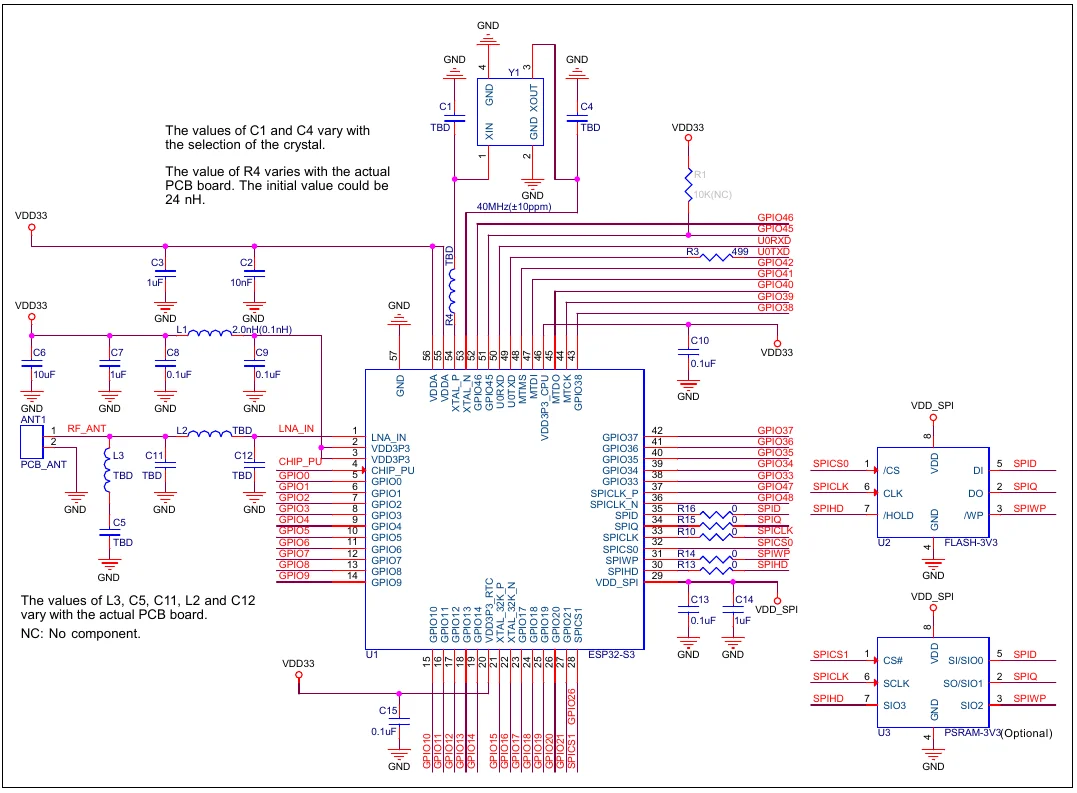 GND
GND
GND
Y1
4
3
GND
XOUT
XIN
GND
1
2
C1
TBD
C4
TBD
GND
40MHz(±10ppm)
The values of C1 and C4 vary with
the selection of the crystal.
The value of R4 varies with the actual
PCB board. The initial value could be
24 nH.
VDD33
R1
10K(NC)
GPIO46
GPIO45
U0RXD
R3
499
U0TXD
GPIO42
GPIO41
GPIO40
GPIO39
GPIO38
VDD33
C3
1uF
GND
C2
10nF
GND
TBD
R4
VDD33
L1
2.0nH(0.1nH)
C6
10uF
GND
C7
1uF
GND
C8
0.1uF
GND
C9
0.1uF
GND
GND
C10
0.1uF
GND
VDD33
57
56
55
54
53
52
51
50
49
48
47
46
45
44
43
GND
VDDA
VDDA
XTAL_P
XTAL_N
GPIO46
GPIO45
U0RXD
U0TXD
MTMS
MTDI
VDD3P3_CPU
MTDO
MTCK
GPIO38
ANT1
1
2
PCB_ANT
RF_ANT
L2
TBD
LNA_IN
L3
TBD
C11
TBD
GND
C12
TBD
GND
GND
C5
TBD
GND
CHIP_PU
GPIO0
GPIO1
GPIO2
GPIO3
GPIO4
GPIO5
GPIO6
GPIO7
GPIO8
GPIO9
1
2
3
4
5
6
7
8
9
10
11
12
13
14
LNA_IN
VDD3P3
VDD3P3
CHIP_PU
GPIO0
GPIO1
GPIO2
GPIO3
GPIO4
GPIO5
GPIO6
GPIO7
GPIO8
GPIO9
GPIO37
GPIO36
GPIO35
GPIO34
GPIO33
SPICLK_P
SPICLK_N
SPID
SPIQ
SPICLK
SPICS0
SPIWP
SPIHD
VDD_SPI
42
41
40
39
38
37
36
35
34
33
32
31
30
29
R16
0
R15
0
R10
0
R14
0
R13
0
GPIO37
GPIO36
GPIO35
GPIO34
GPIO33
GPIO47
GPIO48
SPID
SPIQ
SPICLK
SPICS0
SPIWP
SPIHD
C13
0.1uF
GND
C14
1uF
GND
VDD_SPI
The values of L3, C5, C11, L2 and C12
vary with the actual PCB board.
NC: No component.
GPIO10
GPIO11
GPIO12
GPIO13
GPIO14
VDD3P3_RTC
XTAL_32K_P
XTAL_32K_N
GPIO17
GPIO18
GPIO19
GPIO20
GPIO21
SPICS1
U1
ESP32-S3
15
16
17
18
19
20
21
22
23
24
25
26
27
28
VDD33
C15
0.1uF
GND
GPIO10
GPIO11
GPIO12
GPIO13
GPIO14
GPIO15
GPIO16
GPIO17
GPIO18
GPIO19
GPIO20
GPIO21
SPICS1
GPIO26
VDD_SPI
8
VDD
SPICS0
1
/CS
SPICLK
6
CLK
SPIHD
7
/HOLD
DI
5
SPID
DO
2
SPIQ
/WP
3
SPIWP
GND
4
U2
FLASH-3V3
GND
VDD_SPI
8
VDD
SPICS1
1
CS#
SPICLK
6
SCLK
SPIHD
7
SIO3
SI/SIO0
5
SPID
SO/SIO1
2
SPIQ
SIO2
3
SPIWP
GND
4
U3
PSRAM-3V3(Optional)
GND